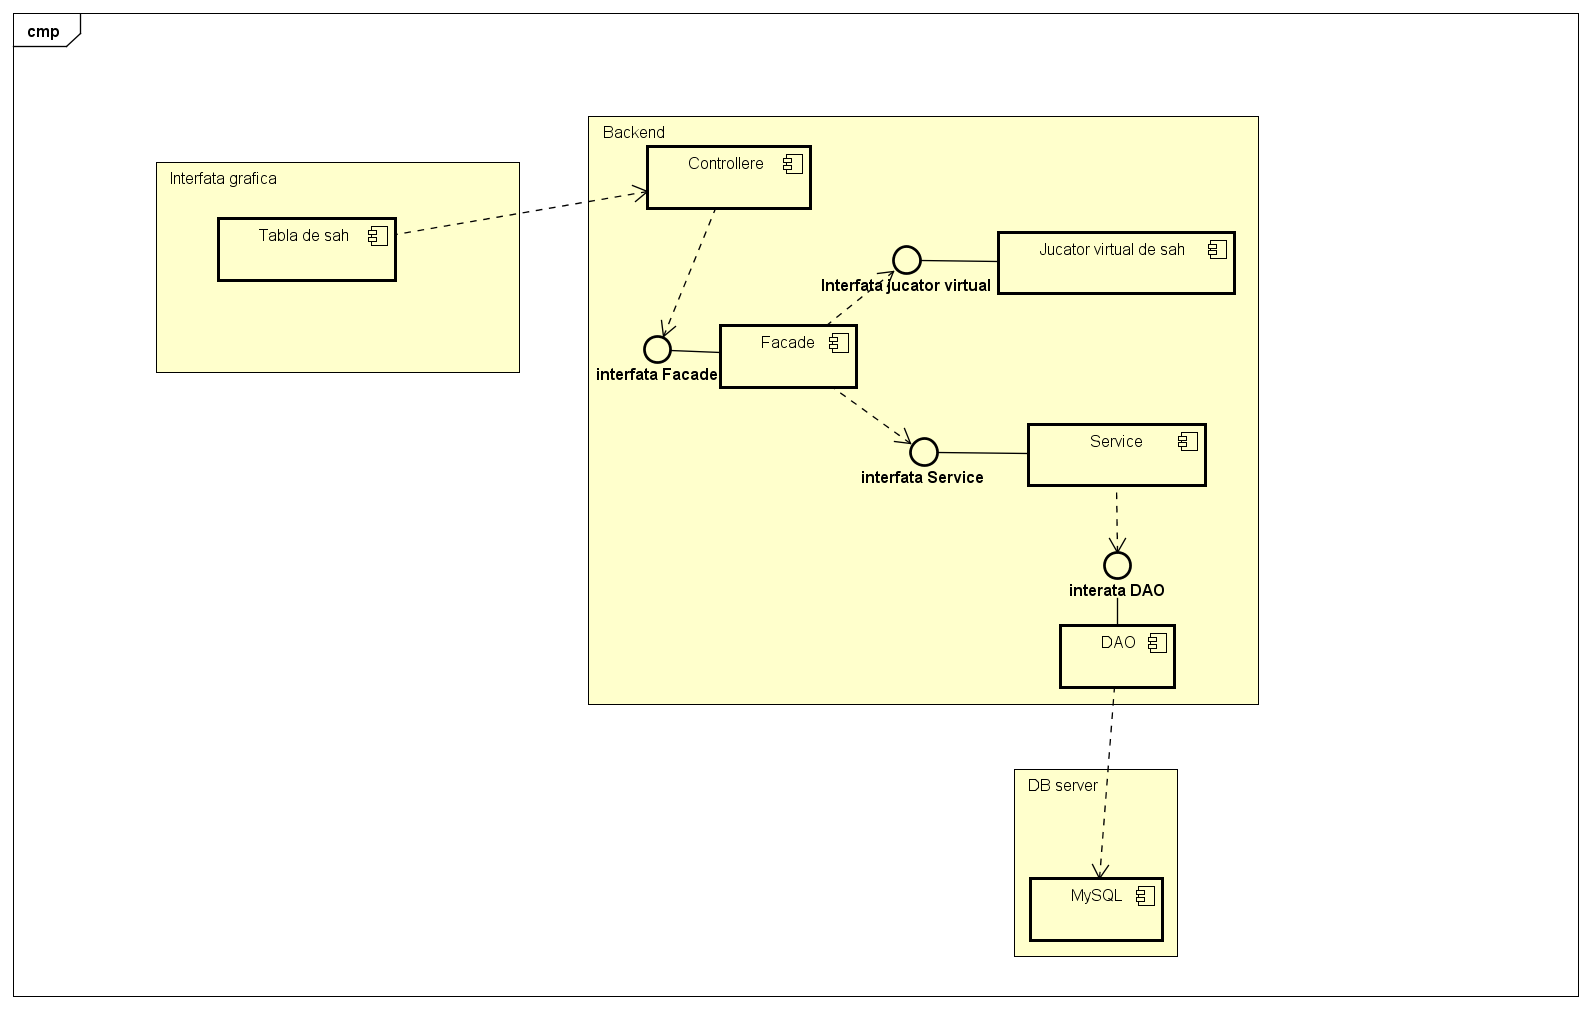 cmp
Backend
Controllere
Interfata grafica
Tabla de sah
Jucator virtual de sah
Interfata jucator virtual
Facade
interfata Facade
Service
interfata Service
interata DAO
DAO
DB server
MySQL